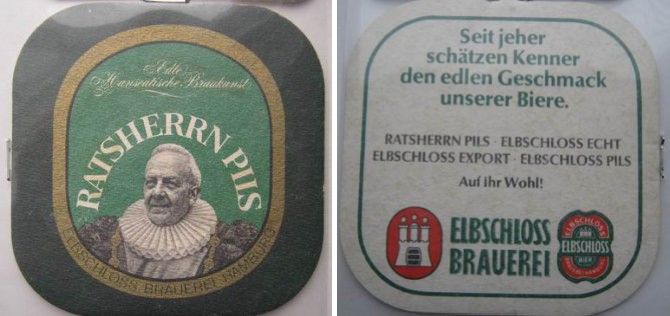 Edle
Hanseatische Braukunst
RATSHERRN PILS
ELBSCHLOSS-BRAUEREI HAMBURG
Seit jeher
schätzen Kenner
den edlen Geschmack
unserer Biere.
RATSHERRN PILS · ELBSCHLOSS ECHT
ELBSCHLOSS EXPORT · ELBSCHLOSS PILS
Auf Ihr Wohl!
ELBSCHLOSS
BRAUEREI
ELBSCHLOSS
ELBSCHLOSS
BIER